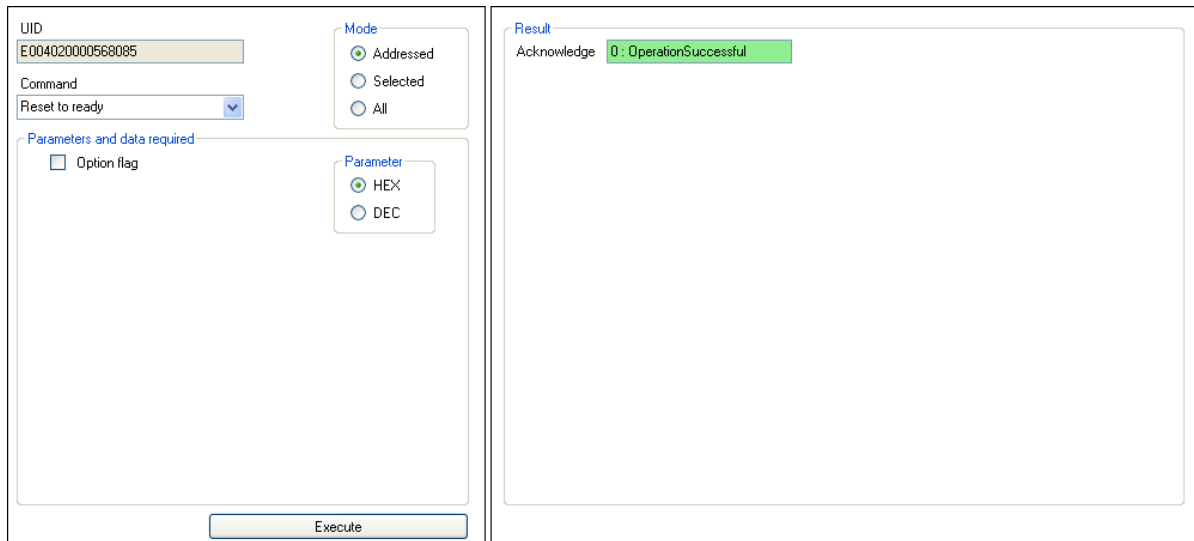 UID
E004020000568085
Command
Reset to ready
Mode
Addressed
Selected
All
Parameters and data required
Option flag
Parameter
HEX
DEC
Execute
Result
Acknowledge 0 : OperationSuccessful